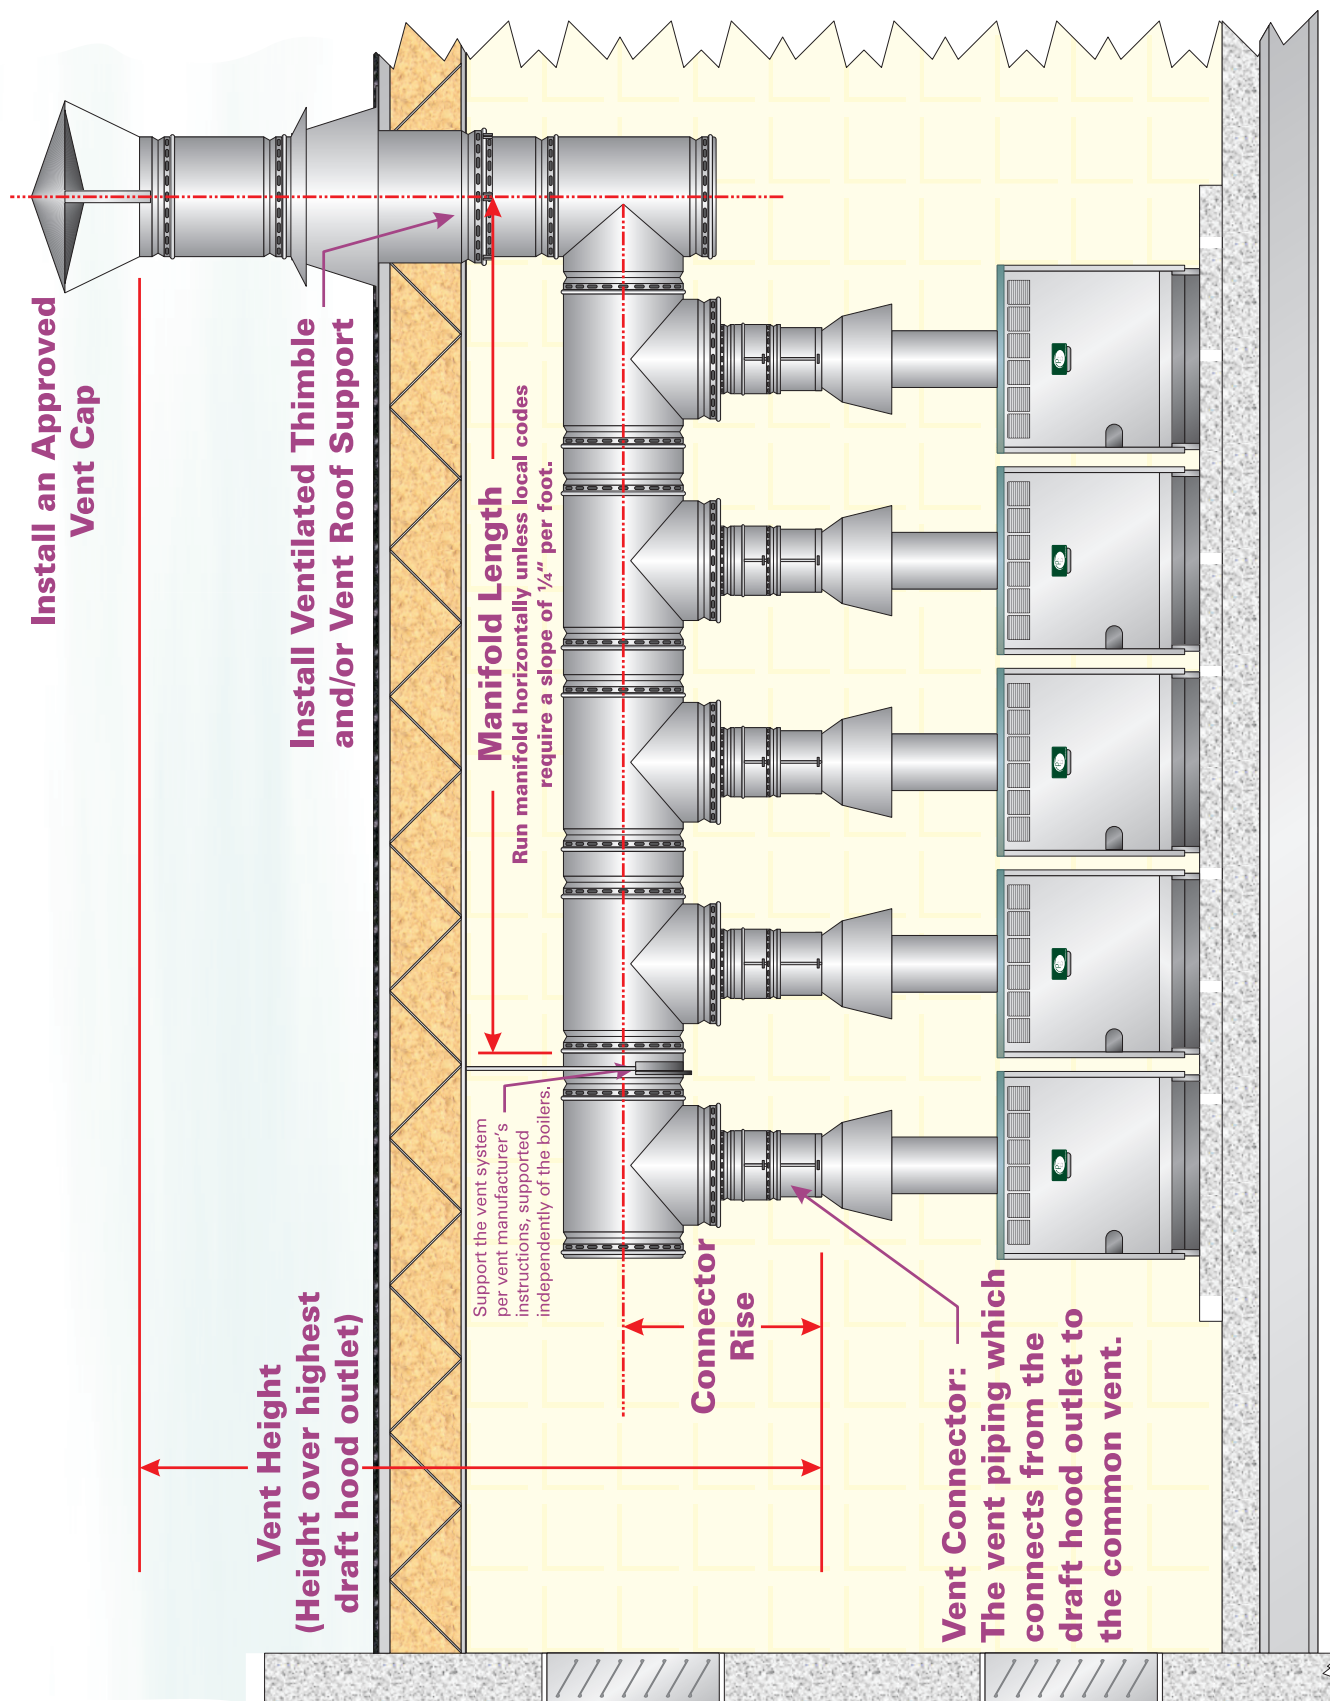 Install an Approved
Vent Cap
Install Ventilated Thimble
and/or Vent Roof Support
Manifold Length
Run manifold horizontally unless local codes
require a slope of ¼″ per foot.
Support the vent system
per vent manufacturer's
instructions, supported
independently of the boilers.
Vent Height
(Height over highest
draft hood outlet)
Connector
Rise
Vent Connector:
The vent piping which
connects from the
draft hood outlet to
the common vent.